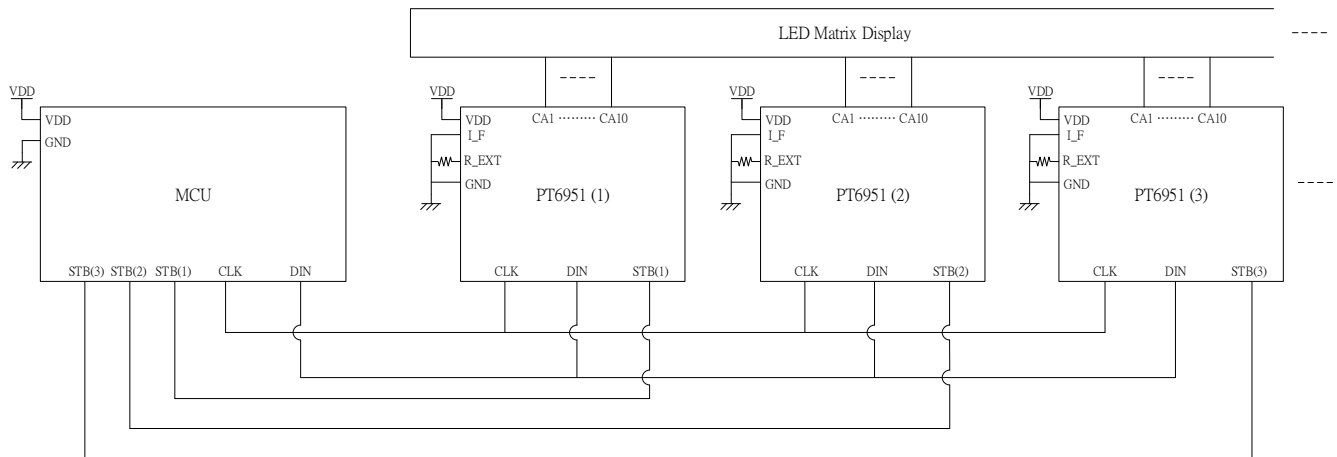 LED Matrix Display
VDD
VDD
GND
MCU
STB(3) STB(2) STB(1) CLK DIN
VDD
VDD
I_F
R_EXT
GND
CA1 ········· CA10
PT6951 (1)
CLK DIN STB(1)
VDD
VDD
I_F
R_EXT
GND
CA1 ········· CA10
PT6951 (2)
CLK DIN STB(2)
VDD
VDD
I_F
R_EXT
GND
CA1 ········· CA10
PT6951 (3)
CLK DIN STB(3)